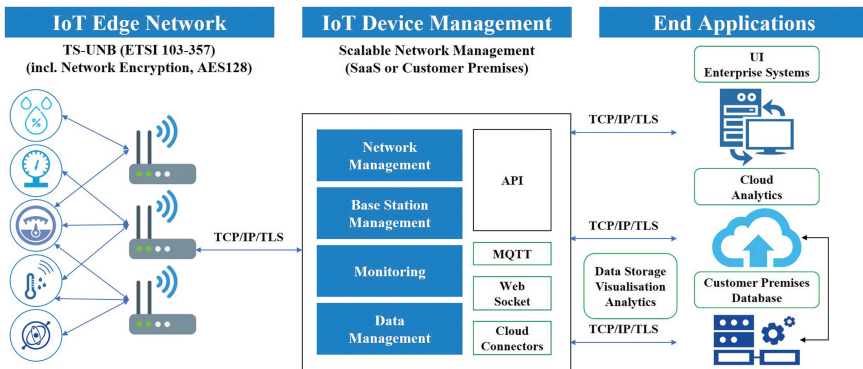 IoT Edge Network
TS-UNB (ETSI 103-357)
(incl. Network Encryption, AES128)
%
TCP/IP/TLS
IoT Device Management
Scalable Network Management
(SaaS or Customer Premises)
Network
Management
Base Station
Management
Monitoring
Data
Management
API
MQTT
Web
Socket
Cloud
Connectors
End Applications
TCP/IP/TLS
UI
Enterprise Systems
Cloud
Analytics
TCP/IP/TLS
Data Storage
Visualisation
Analytics
Customer Premises
Database
TCP/IP/TLS